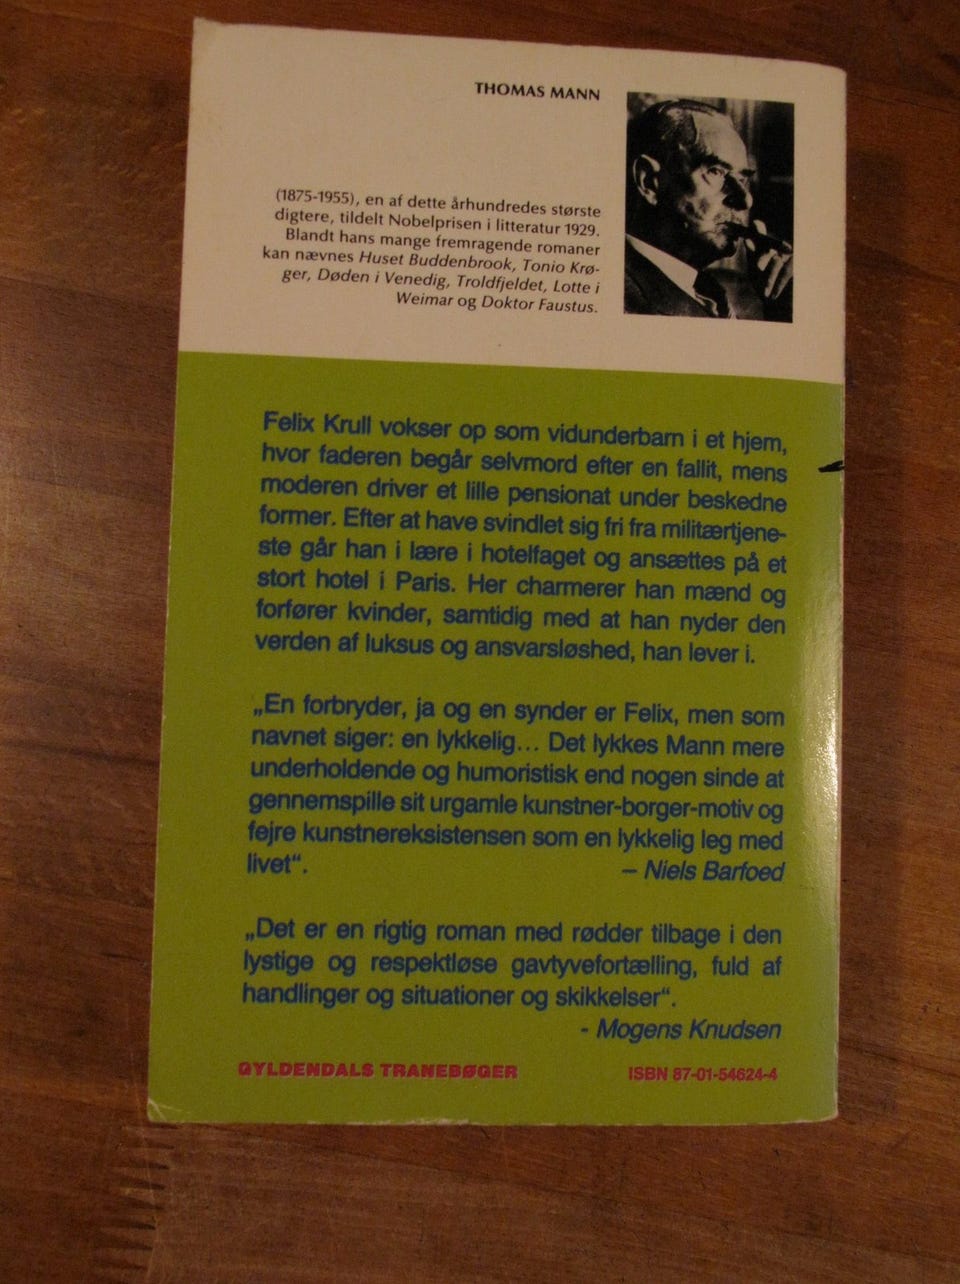 THOMAS MANN
(1875-1955), en af dette århundredes største
digtere, tildelt Nobelprisen i litteratur 1929.
Blandt hans mange fremragende romaner
kan nævnes Huset Buddenbrook, Tonio Krø-
ger, Døden i Venedig, Troldfjeldet, Lotte i
Weimar og Doktor Faustus.
Felix Krull vokser op som vidunderbarn i et hjem,
hvor faderen begår selvmord efter en fallit, mens
moderen driver et lille pensionat under beskedne
former. Efter at have svindlet sig fri fra militærtjene-
ste går han i lære i hotelfaget og ansættes på et
stort hotel i Paris. Her charmerer han mænd og
forfører kvinder, samtidig med at han nyder den
verden af luksus og ansvarsløshed, han lever i.
„En forbryder, ja og en synder er Felix, men som
navnet siger: en lykkelig... Det lykkes Mann mere
underholdende og humoristisk end nogen sinde at
gennemspille sit urgamle kunstner-borger-motiv og
fejre kunstnereksistensen som en lykkelig leg med
livet“. – Niels Barfoed
„Det er en rigtig roman med rødder tilbage i den
lystige og respektløse gavtyvefortælling, fuld af
handlinger og situationer og skikkelser“.
- Mogens Knudsen
GYLDENDALS TRANEBØGER ISBN 87-01-54624-4